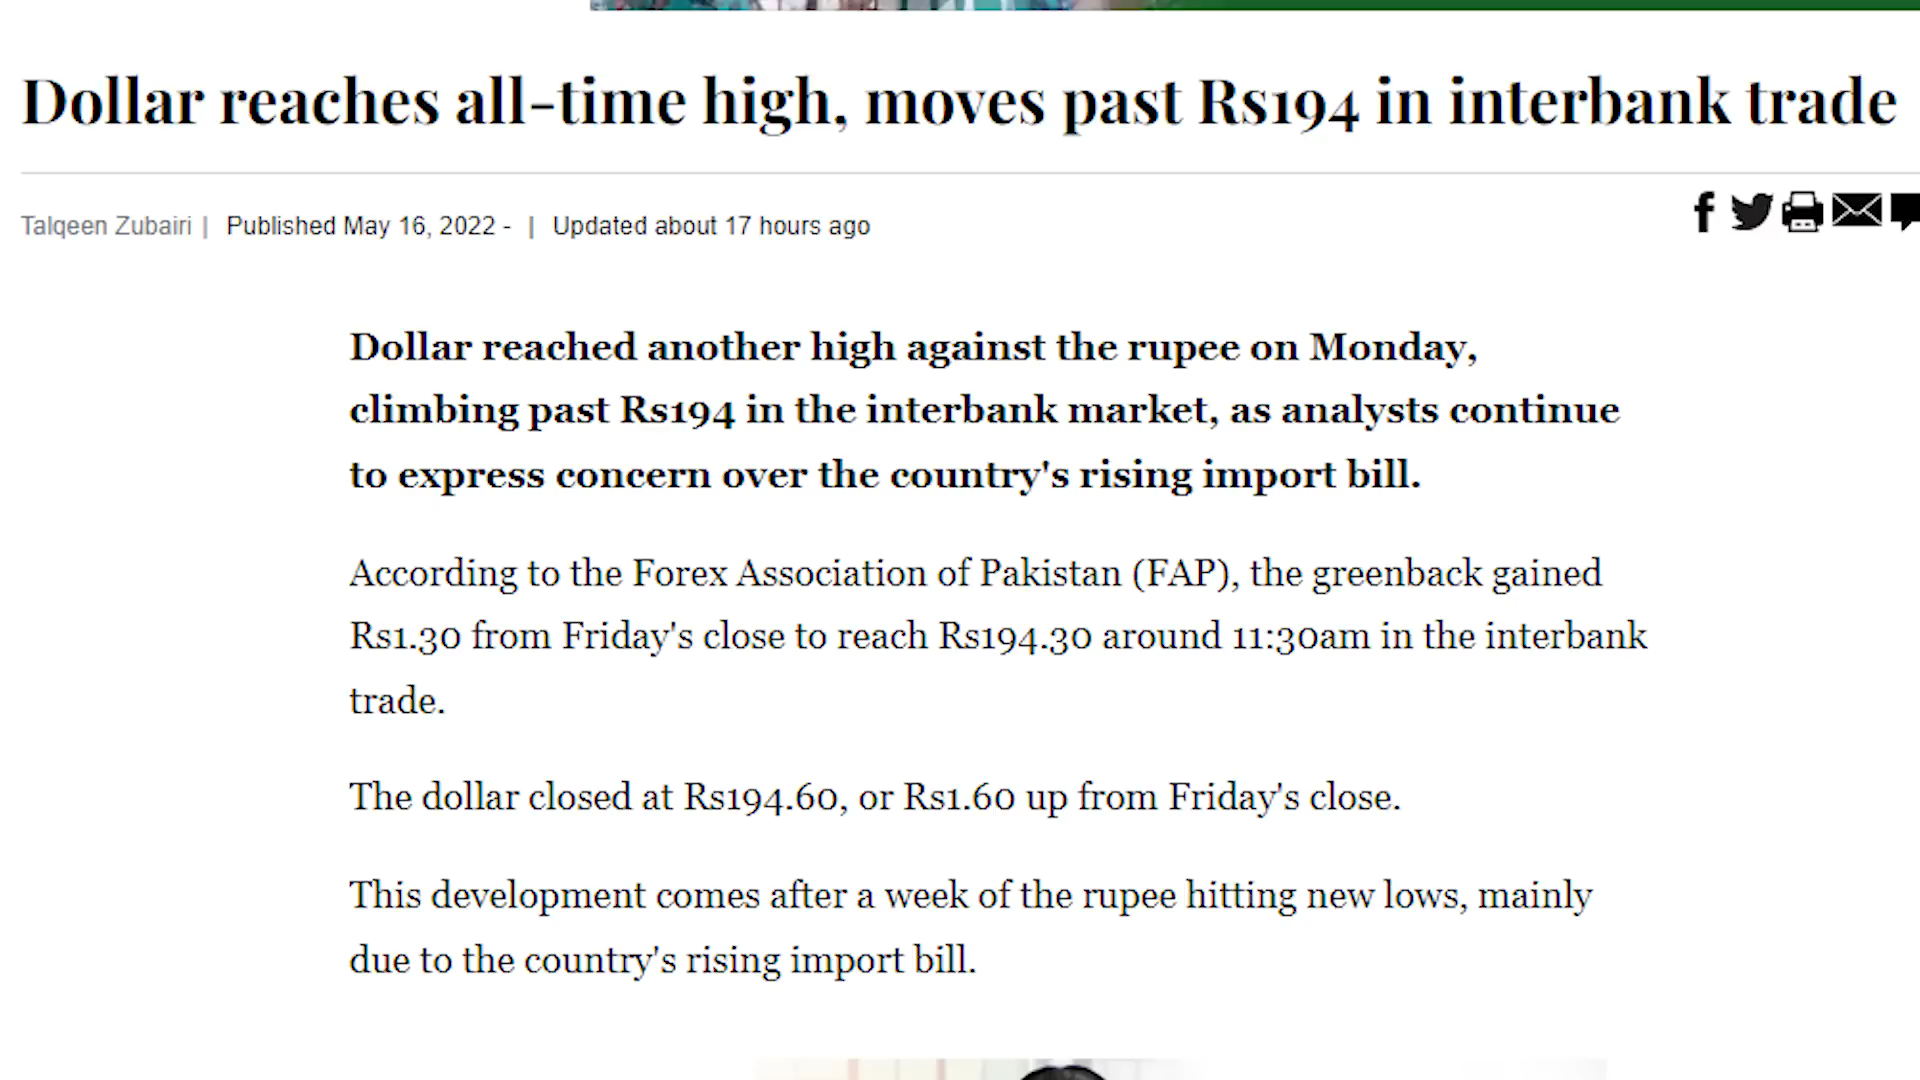 Dollar reaches all-time high, moves past Rs194 in interbank trade
Talqeen Zubairi | Published May 16, 2022 - | Updated about 17 hours ago
Dollar reached another high against the rupee on Monday,
climbing past Rs194 in the interbank market, as analysts continue
to express concern over the country's rising import bill.
According to the Forex Association of Pakistan (FAP), the greenback gained
Rs1.30 from Friday's close to reach Rs194.30 around 11:30am in the interbank
trade.
The dollar closed at Rs194.60, or Rs1.60 up from Friday's close.
This development comes after a week of the rupee hitting new lows, mainly
due to the country's rising import bill.